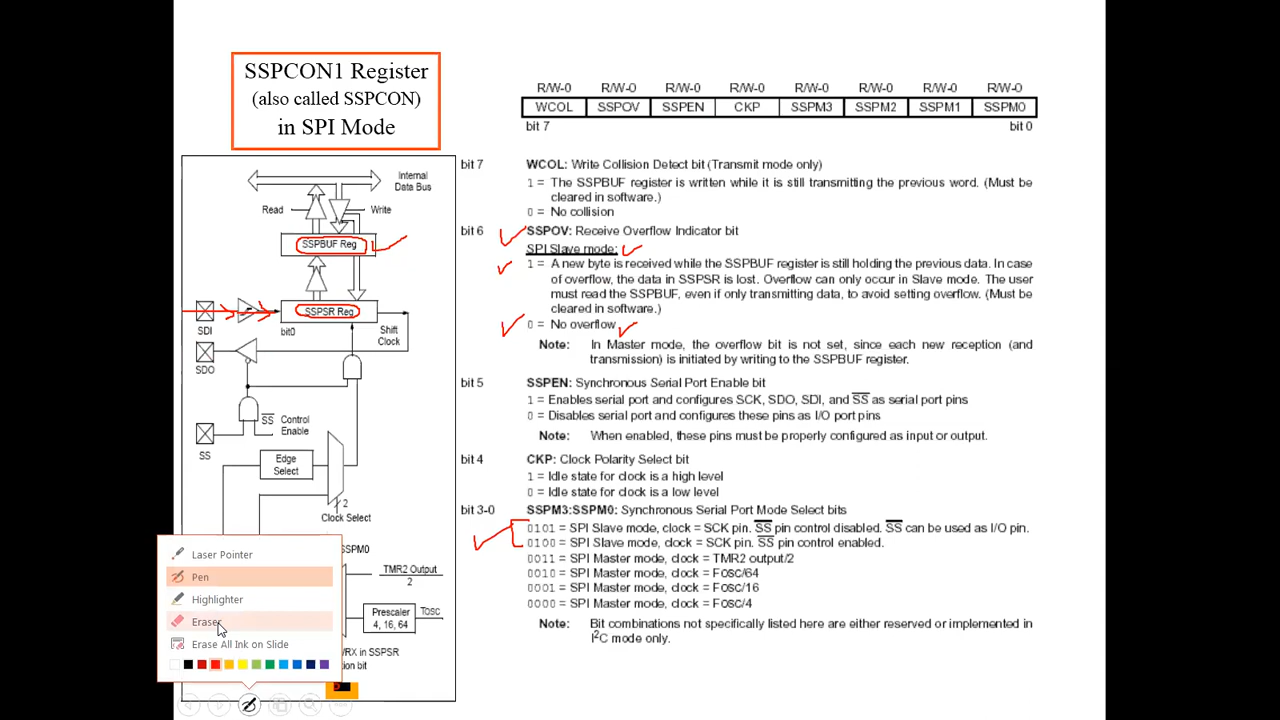 SSPCON1 Register
(also called SSPCON)
in SPI Mode
R/W-0 R/W-0 R/W-0 R/W-0 R/W-0 R/W-0 R/W-0 R/W-0
WCOL SSPOV SSPEN CKP SSPM3 SSPM2 SSPM1 SSPM0
bit 7 bit 0
Internal
Data Bus
Read Write
SSPBUF Reg
SSPSR Reg
SDI
bit0
Shift
Clock
SDO
SS
Control
Enable
SS
Edge
Select
2
Clock Select
SSPM0
TMR2 Output
2
Prescaler
4, 16, 64
Tosc
/RX in SSPSR
tion bit
bit 7 WCOL: Write Collision Detect bit (Transmit mode only)
1 = The SSPBUF register is written while it is still transmitting the previous word. (Must be
cleared in software.)
0 = No collision
bit 6 SSPOV: Receive Overflow Indicator bit
SPI Slave mode:
1 = A new byte is received while the SSPBUF register is still holding the previous data. In case
of overflow, the data in SSPSR is lost. Overflow can only occur in Slave mode. The user
must read the SSPBUF, even if only transmitting data, to avoid setting overflow. (Must be
cleared in software.)
0 = No overflow
Note: In Master mode, the overflow bit is not set, since each new reception (and
transmission) is initiated by writing to the SSPBUF register.
bit 5 SSPEN: Synchronous Serial Port Enable bit
1 = Enables serial port and configures SCK, SDO, SDI, and SS as serial port pins
0 = Disables serial port and configures these pins as I/O port pins
Note: When enabled, these pins must be properly configured as input or output.
bit 4 CKP: Clock Polarity Select bit
1 = Idle state for clock is a high level
0 = Idle state for clock is a low level
bit 3-0 SSPM3:SSPM0: Synchronous Serial Port Mode Select bits
0101 = SPI Slave mode, clock = SCK pin. SS pin control disabled. SS can be used as I/O pin.
0100 = SPI Slave mode, clock = SCK pin. SS pin control enabled.
0011 = SPI Master mode, clock = TMR2 output/2
0010 = SPI Master mode, clock = FOSC/64
0001 = SPI Master mode, clock = FOSC/16
0000 = SPI Master mode, clock = FOSC/4
Note: Bit combinations not specifically listed here are either reserved or implemented in
I2C mode only.
Laser Pointer
Pen
Highlighter
Eraser
Erase All Ink on Slide